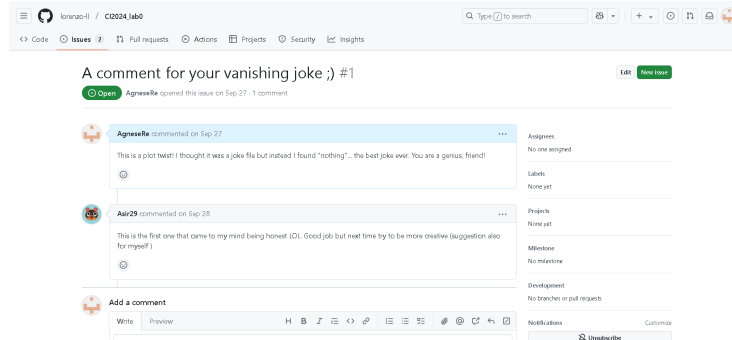 lorenzo-ll / CI2024_lab0
Type / to search
Code
Issues 2
Pull requests
Actions
Projects
Security
Insights
A comment for your vanishing joke ;) #1
Edit
New issue
Open
AgneseRe opened this issue on Sep 27 · 1 comment
AgneseRe commented on Sep 27
This is a plot twist! I thought it was a joke file but instead I found "nothing"... the best joke ever. You are a genius, friend!
Asir29 commented on Sep 28
This is the first one that came to my mind being honest LOL. Good job but next time try to be more creative (suggestion also
for myself )
Add a comment
Write
Preview
Assignees
No one assigned
Labels
None yet
Projects
None yet
Milestone
No milestone
Development
No branches or pull requests
Notifications
Customize
Unsubscribe